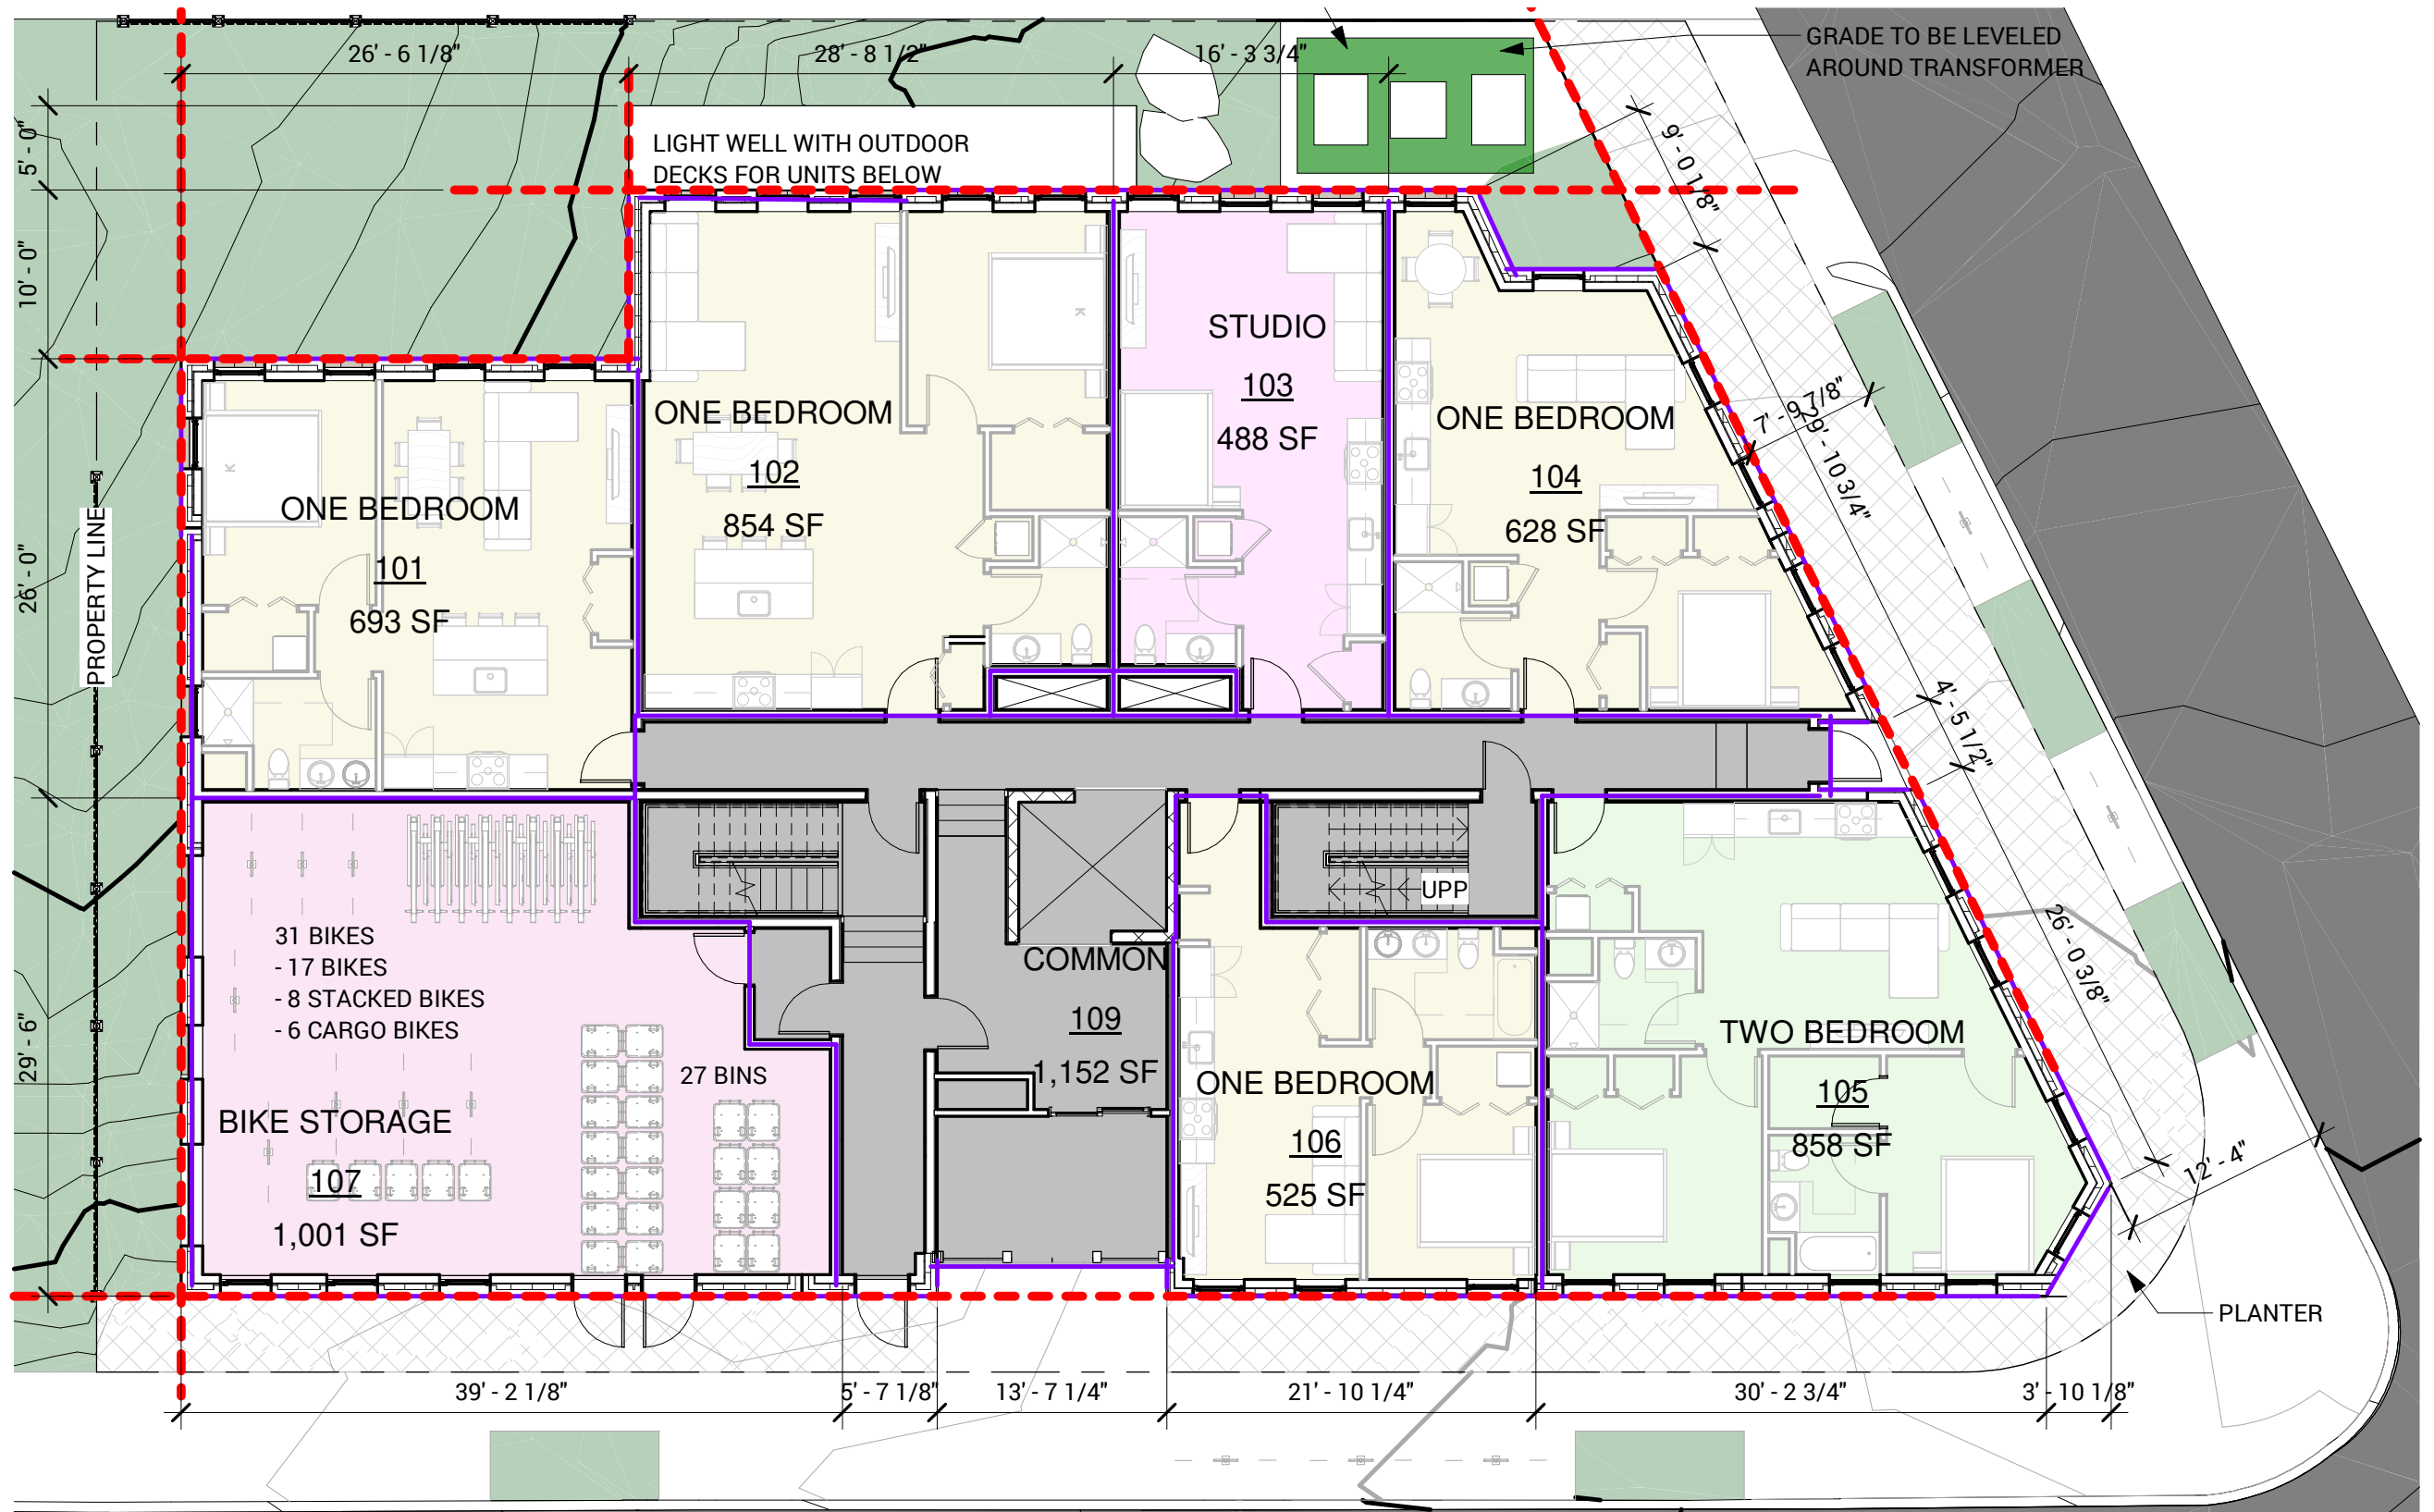 GRADE TO BE LEVELED
AROUND TRANSFORMER
26' - 6 1/8"
28' - 8 1/2"
16' - 3 3/4"
5' - 0"
10' - 0"
26' - 0"
29' - 6"
PROPERTY LINE
LIGHT WELL WITH OUTDOOR
DECKS FOR UNITS BELOW
9' - 0 1/8"
7' - 9 7/8"
29' - 10 3/4"
4' - 5 1/2"
26' - 0 3/8"
12' - 4"
ONE BEDROOM
101
693 SF
K
ONE BEDROOM
102
854 SF
K
STUDIO
103
488 SF
ONE BEDROOM
104
628 SF
UPP
31 BIKES
- 17 BIKES
- 8 STACKED BIKES
- 6 CARGO BIKES
27 BINS
BIKE STORAGE
107
1,001 SF
COMMON
109
1,152 SF
ONE BEDROOM
106
525 SF
TWO BEDROOM
105
858 SF
PLANTER
39' - 2 1/8"
5' - 7 1/8"
13' - 7 1/4"
21' - 10 1/4"
30' - 2 3/4"
3' - 10 1/8"